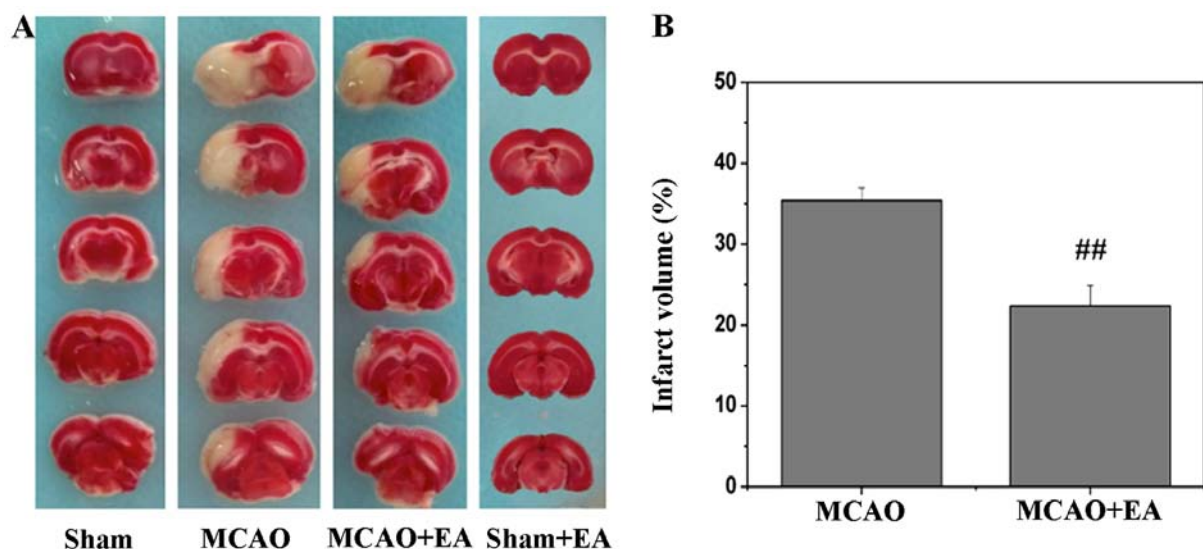 A
Sham
MCAO
MCAO+EA
Sham+EA
B
Infarct volume (%)
50
40
30
20
10
0
MCAO
MCAO+EA
##